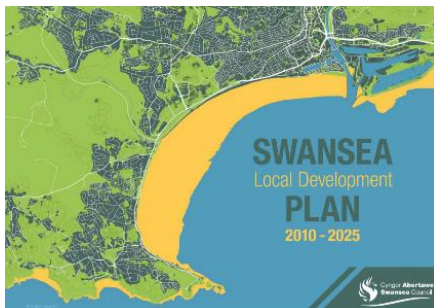 SWANSEA
Local Development
PLAN
2010 - 2025
Cyngor Abertawe
Swansea Council